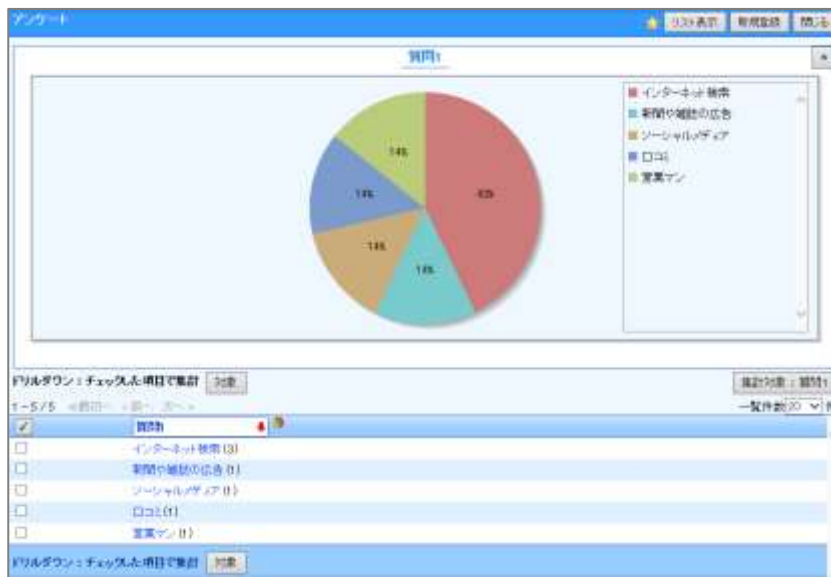 アンケート
リスト表示 新規登録 閉じる
質問1
インターネット検索
新聞や雑誌の広告
ソーシャルメディア
口コミ
営業マン
14%
14%
14%
14%
ドリルダウン：チェックした項目で集計 対象
集計対象：質問1
1-5/5
一覧件数 20
質問1
インターネット検索(3)
新聞や雑誌の広告(1)
ソーシャルメディア(1)
口コミ(1)
営業マン(1)
ドリルダウン：チェックした項目で集計 対象